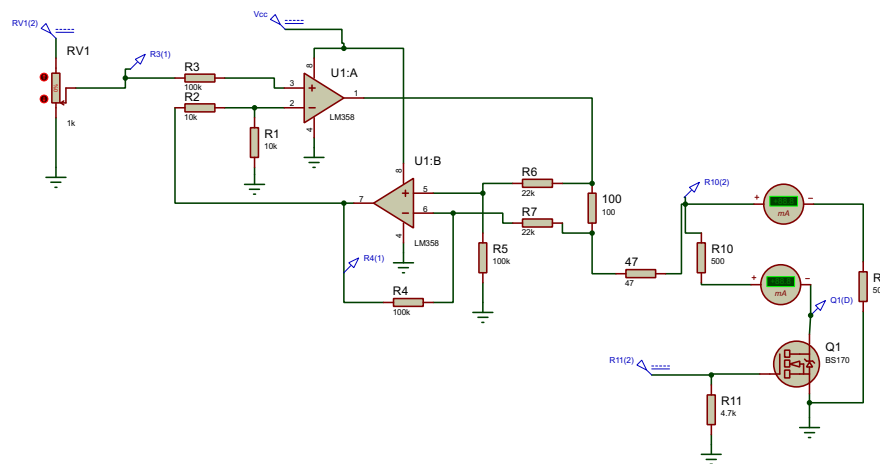 RV1(2)
RV1
1k
R3(1)
R3
100k
R2
10k
R1
10k
Vcc
U1:A
LM358
3
2
1
8
4
+
−
U1:B
LM358
5
6
7
8
4
+
−
R4(1)
R4
100k
R5
100k
R6
22k
R7
22k
100
100
47
47
R10(2)
R10
500
+
−
mA
+
−
mA
Q1(D)
Q1
BS170
R11(2)
R11
4.7k